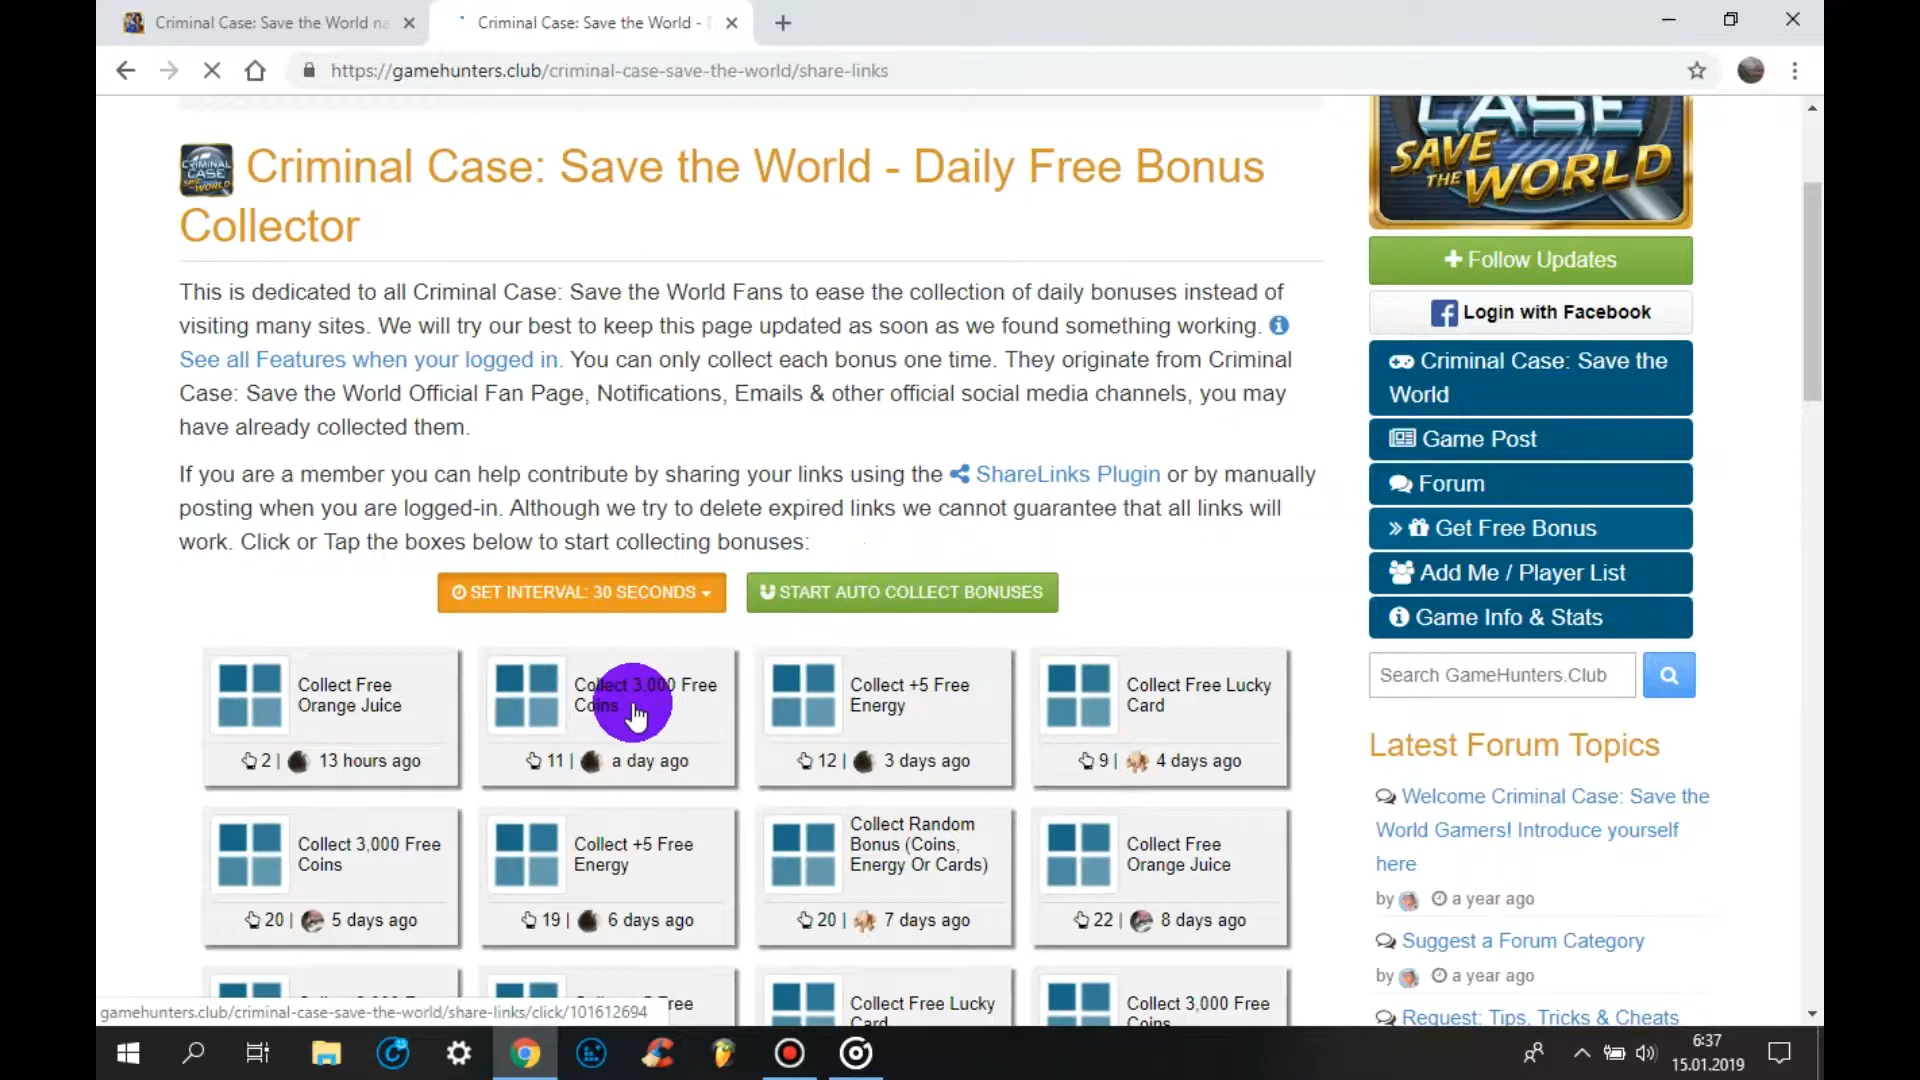 Criminal Case: Save the World na
Criminal Case: Save the World -
https://gamehunters.club/criminal-case-save-the-world/share-links
Criminal Case: Save the World - Daily Free Bonus
Collector
This is dedicated to all Criminal Case: Save the World Fans to ease the collection of daily bonuses instead of
visiting many sites. We will try our best to keep this page updated as soon as we found something working.
See all Features when your logged in. You can only collect each bonus one time. They originate from Criminal
Case: Save the World Official Fan Page, Notifications, Emails & other official social media channels, you may
have already collected them.
If you are a member you can help contribute by sharing your links using the ShareLinks Plugin or by manually
posting when you are logged-in. Although we try to delete expired links we cannot guarantee that all links will
work. Click or Tap the boxes below to start collecting bonuses:
SET INTERVAL: 30 SECONDS
START AUTO COLLECT BONUSES
Collect Free
Orange Juice
2 | 13 hours ago
Collect 3,000 Free
Coins
11 | a day ago
Collect +5 Free
Energy
12 | 3 days ago
Collect Free Lucky
Card
9 | 4 days ago
Collect 3,000 Free
Coins
20 | 5 days ago
Collect +5 Free
Energy
19 | 6 days ago
Collect Random
Bonus (Coins,
Energy Or Cards)
20 | 7 days ago
Collect Free
Orange Juice
22 | 8 days ago
Collect Free Lucky
Card
Collect 3,000 Free
Coins
gamehunters.club/criminal-case-save-the-world/share-links/click/101612694
CRIMINAL
CASE
SAVE THE
WORLD
CASE
SAVE
THE WORLD
Follow Updates
Login with Facebook
Criminal Case: Save the
World
Game Post
Forum
» Get Free Bonus
Add Me / Player List
Game Info & Stats
Search GameHunters.Club
Latest Forum Topics
Welcome Criminal Case: Save the
World Gamers! Introduce yourself
here
by a year ago
Suggest a Forum Category
by a year ago
Request: Tips, Tricks & Cheats
6:37
15.01.2019